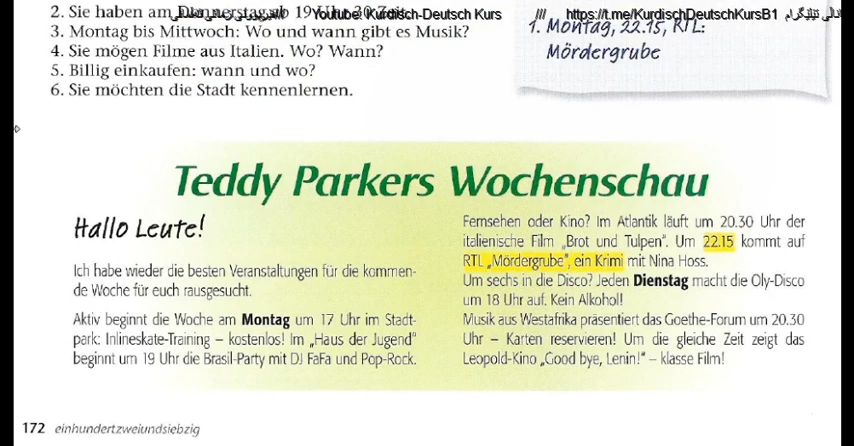 2. Sie haben am Donnerstag ab 19 Uhr 30 Zeit.
Youtube: Kurdisch-Deutsch Kurs /// https://t.me/KurdischDeutschKursB1
3. Montag bis Mittwoch: Wo und wann gibt es Musik?
4. Sie mögen Filme aus Italien. Wo? Wann?
5. Billig einkaufen: wann und wo?
6. Sie möchten die Stadt kennenlernen.
1. Montag, 22.15, RTL:
Mördergrube
Teddy Parkers Wochenschau
Hallo Leute!
Ich habe wieder die besten Veranstaltungen für die kommen-
de Woche für euch rausgesucht.
Aktiv beginnt die Woche am Montag um 17 Uhr im Stadt-
park: Inlineskate-Training – kostenlos! Im „Haus der Jugend"
beginnt um 19 Uhr die Brasil-Party mit DJ FaFa und Pop-Rock.
Fernsehen oder Kino? Im Atlantik läuft um 20.30 Uhr der
italienische Film „Brot und Tulpen". Um 22.15 kommt auf
RTL „Mördergrube", ein Krimi mit Nina Hoss.
Um sechs in die Disco? Jeden Dienstag macht die Oly-Disco
um 18 Uhr auf. Kein Alkohol!
Musik aus Westafrika präsentiert das Goethe-Forum um 20.30
Uhr – Karten reservieren! Um die gleiche Zeit zeigt das
Leopold-Kino „Good bye, Lenin!" – klasse Film!
172 einhundertzweiundsiebzig